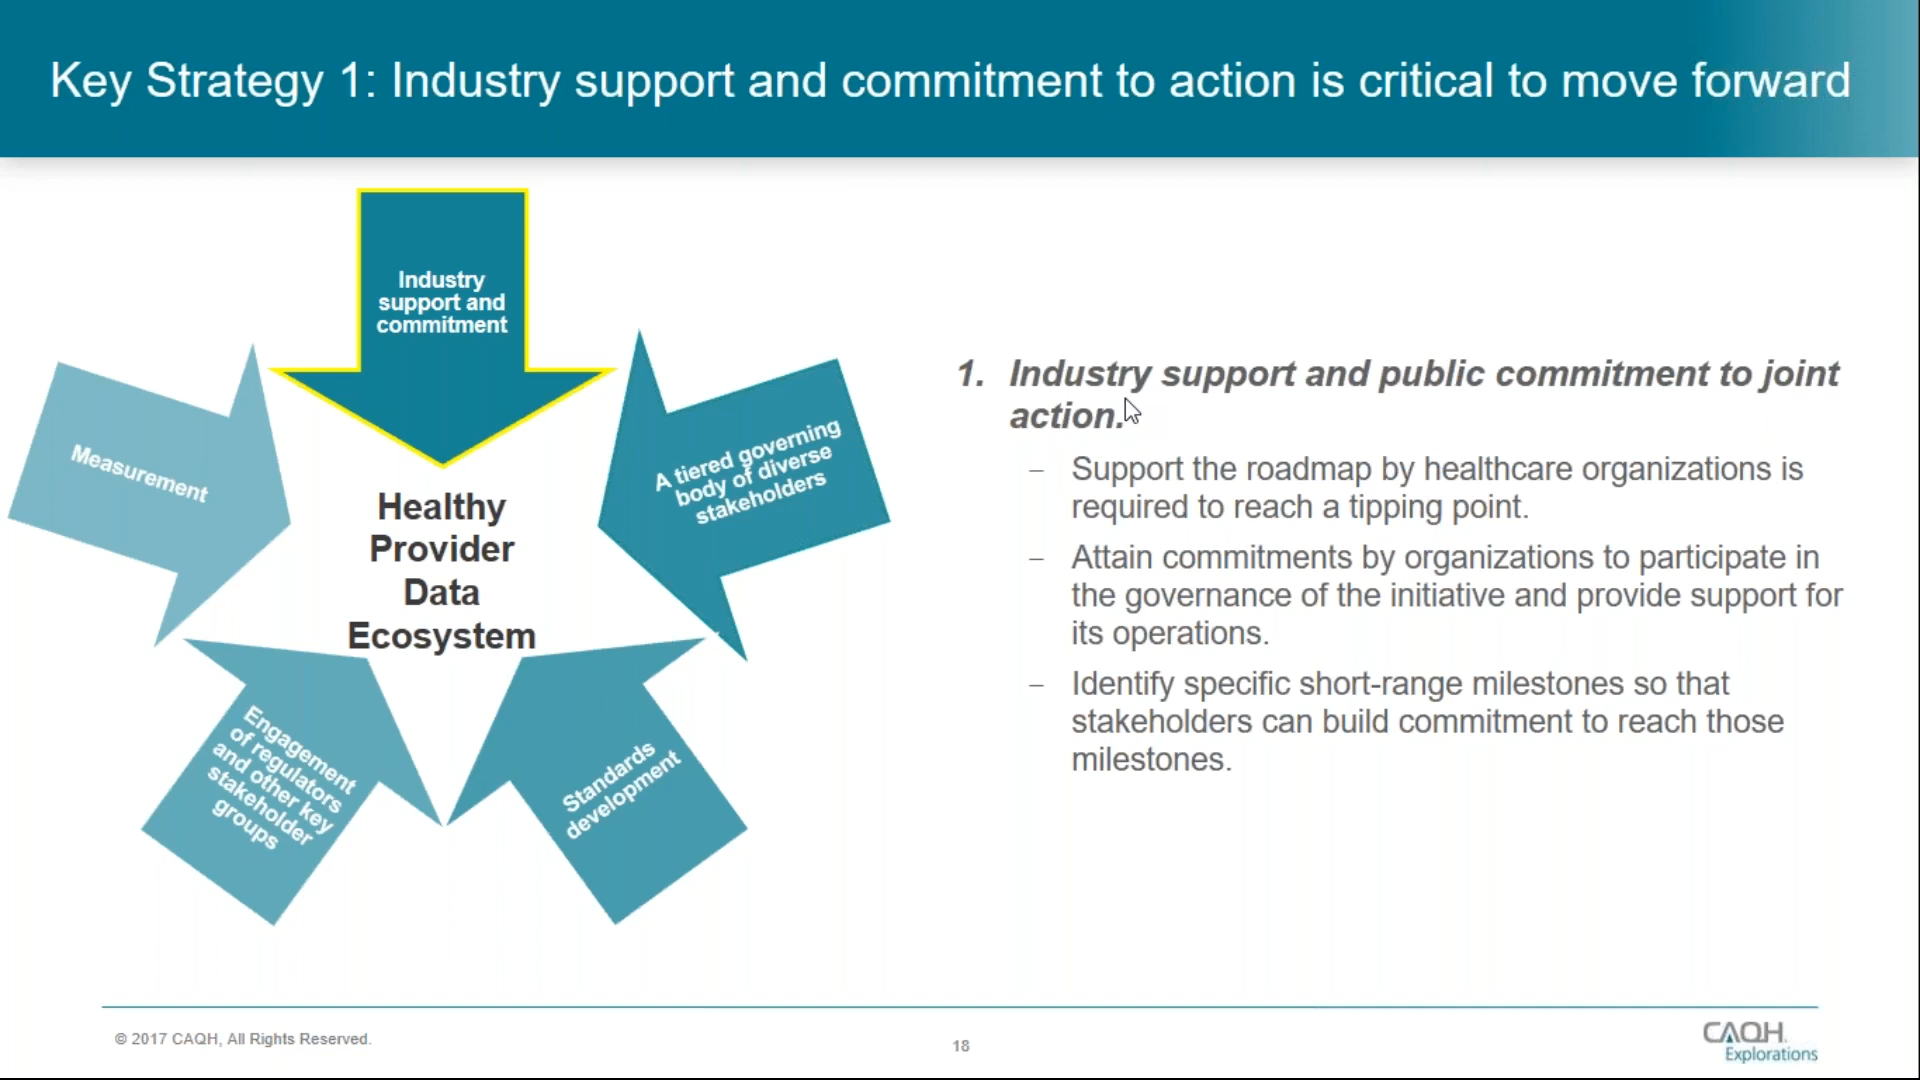 Key Strategy 1: Industry support and commitment to action is critical to move forward
Industry
support and
commitment
Measurement
A tiered governing
body of diverse
stakeholders
Healthy
Provider
Data
Ecosystem
Engagement
of regulators
and other key
stakeholder
groups
Standards
development
1. Industry support and public commitment to joint
action.
– Support the roadmap by healthcare organizations is
required to reach a tipping point.
– Attain commitments by organizations to participate in
the governance of the initiative and provide support for
its operations.
– Identify specific short-range milestones so that
stakeholders can build commitment to reach those
milestones.
© 2017 CAQH, All Rights Reserved.
18
CAQH
Explorations